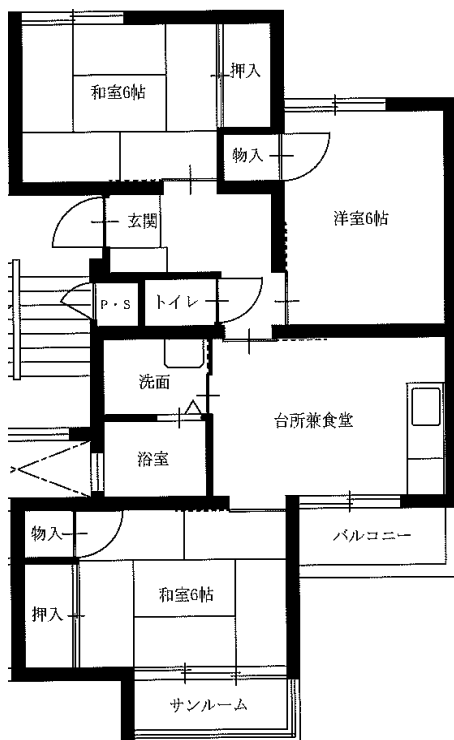 和室6帖
押入
物入
玄関
洋室6帖
P・S
トイレ
洗面
台所兼食堂
浴室
物入
バルコニー
和室6帖
押入
サンルーム